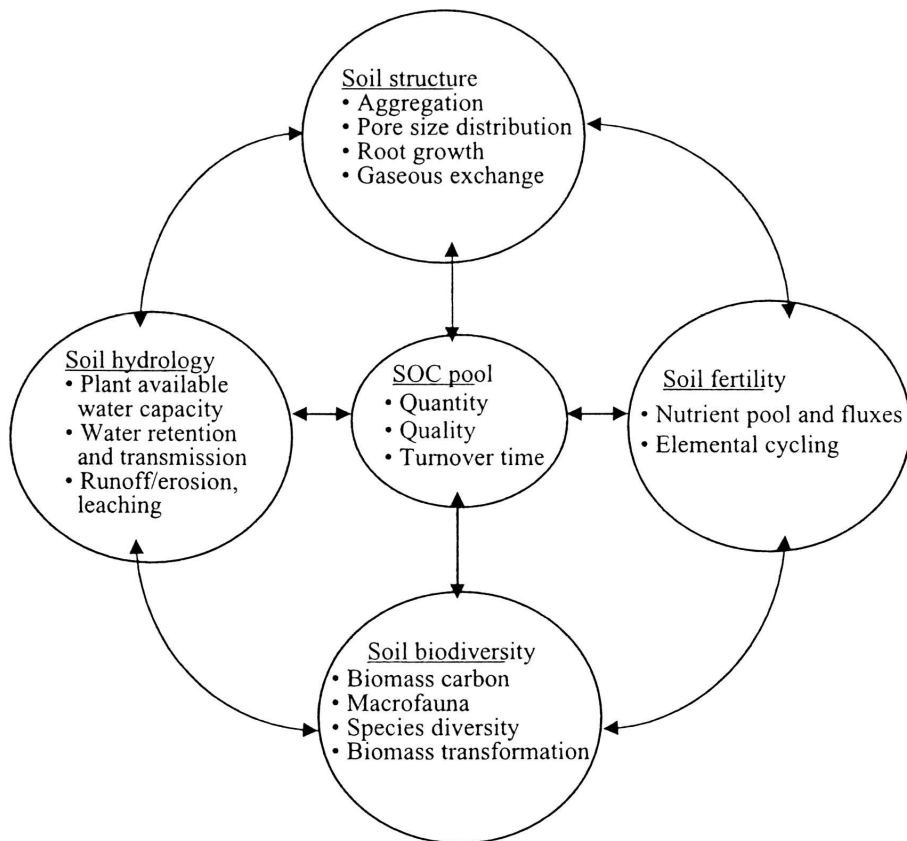 Soil structure
• Aggregation
• Pore size distribution
• Root growth
• Gaseous exchange
Soil hydrology
• Plant available
water capacity
• Water retention
and transmission
• Runoff/erosion,
leaching
SOC pool
• Quantity
• Quality
• Turnover time
Soil fertility
• Nutrient pool and fluxes
• Elemental cycling
Soil biodiversity
• Biomass carbon
• Macrofauna
• Species diversity
• Biomass transformation